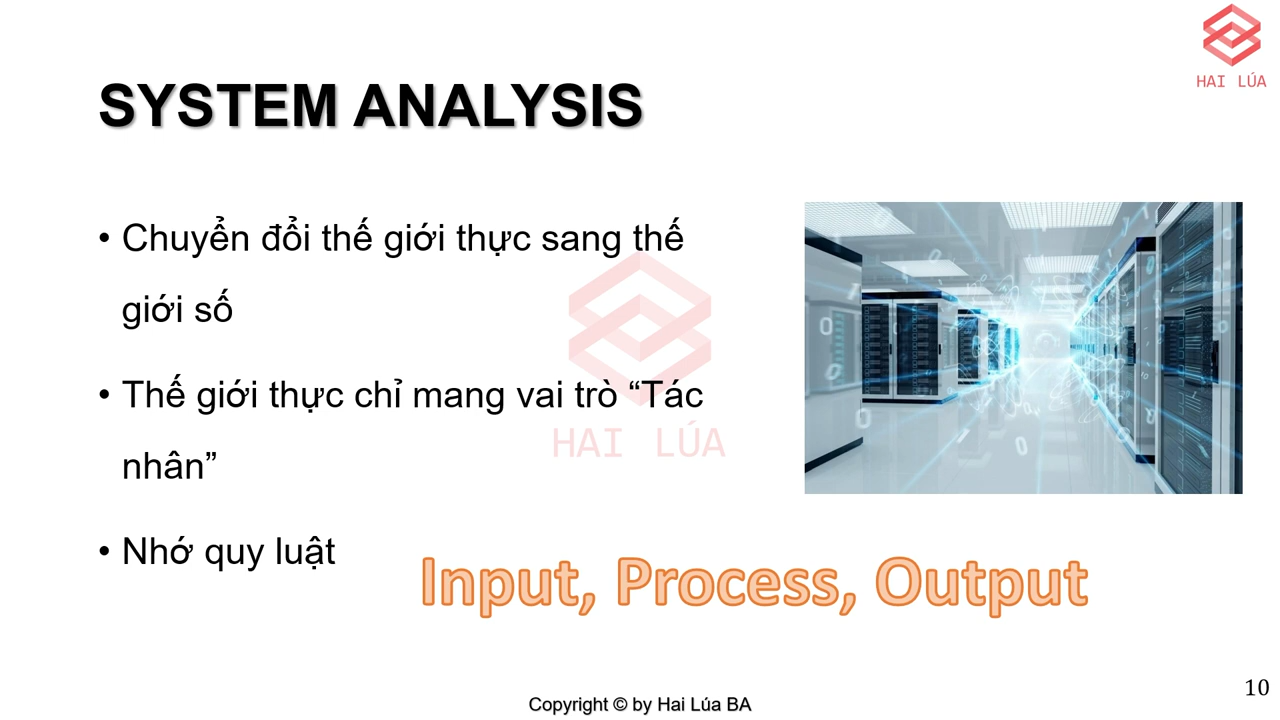 HAI LÚA
SYSTEM ANALYSIS
• Chuyển đổi thế giới thực sang thế
giới số
• Thế giới thực chỉ mang vai trò “Tác
nhân”
HAI LÚA
• Nhớ quy luật
Input, Process, Output
Copyright © by Hai Lúa BA
10